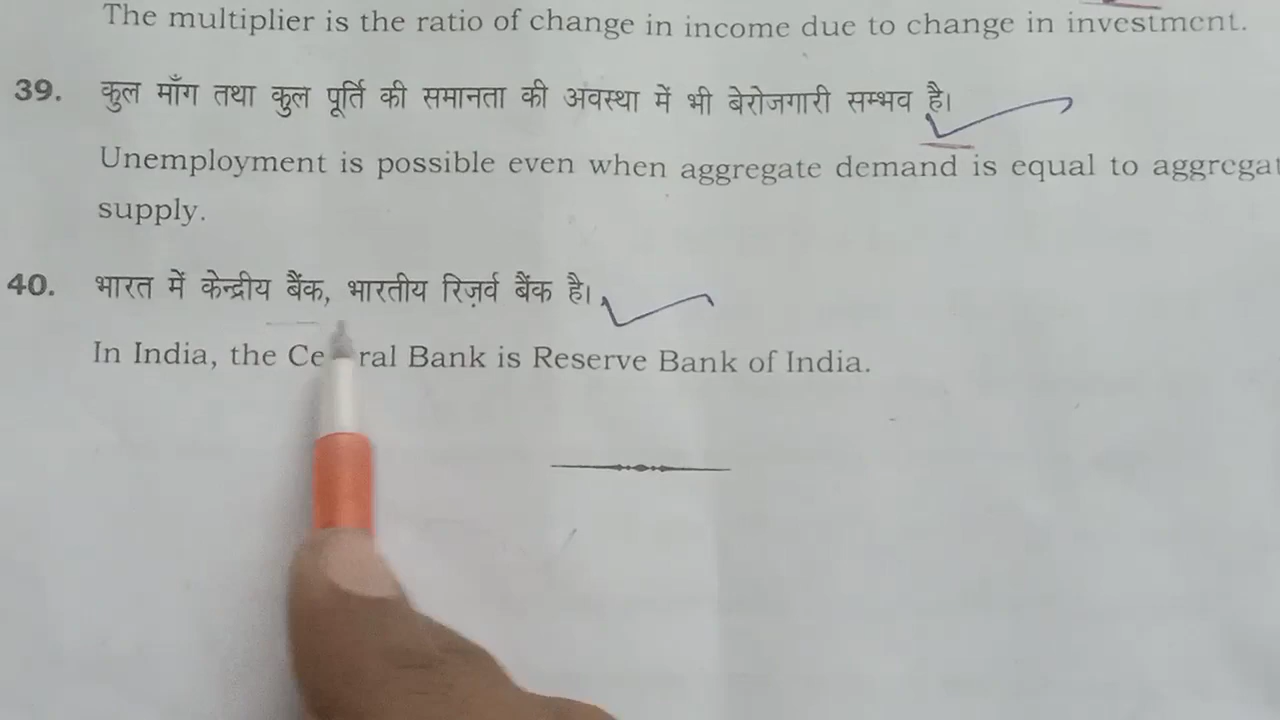 The multiplier is the ratio of change in income due to change in investment.
39. कुल माँग तथा कुल पूर्ति की समानता की अवस्था में भी बेरोजगारी सम्भव है।
Unemployment is possible even when aggregate demand is equal to aggregat
supply.
40. भारत में केन्द्रीय बैंक, भारतीय रिज़र्व बैंक है।
In India, the Ce ral Bank is Reserve Bank of India.